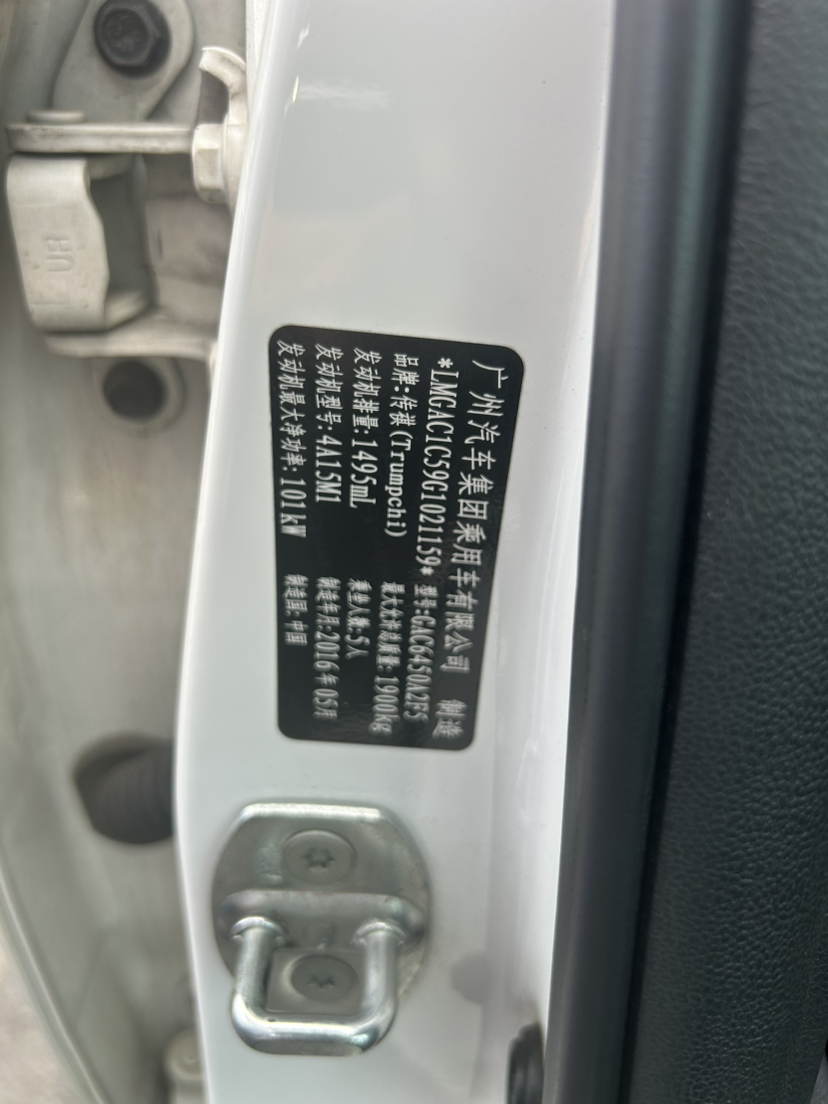 广州汽车集团乘用车有限公司 制造
*LMGAC1C59G1021159* 型号:GAC6450A2F5
品牌:传祺(Trumpchi) 最大允许总质量:1900kg
发动机排量:1495mL 乘坐人数:5人
发动机型号:4A15M1 制造年月:2016年05月
发动机最大净功率:101kW 制造国:中国